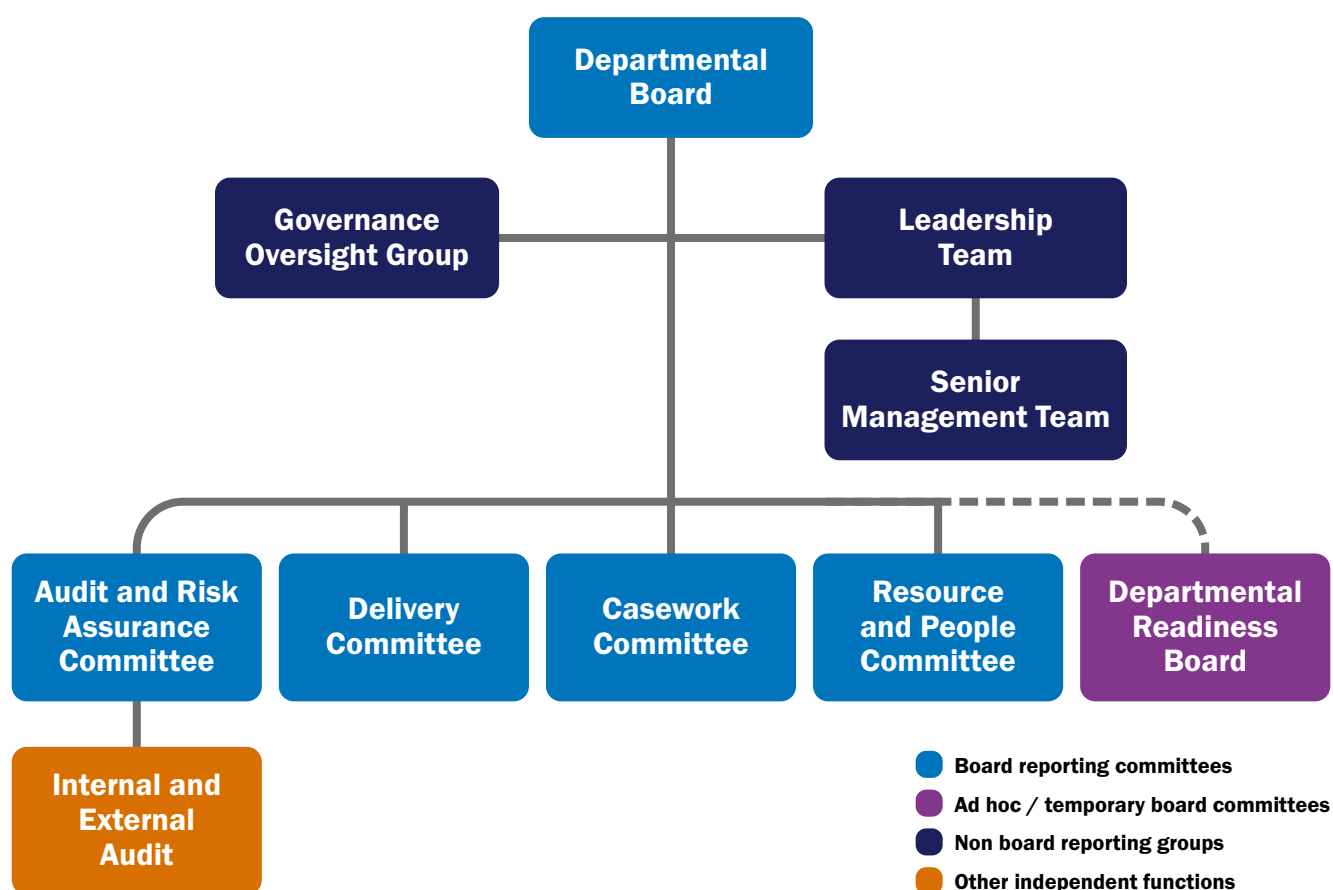 Departmental
Board
Governance
Oversight Group
Leadership
Team
Senior
Management Team
Audit and Risk
Assurance
Committee
Delivery
Committee
Casework
Committee
Resource
and People
Committee
Departmental
Readiness
Board
Internal and
External
Audit
Board reporting committees
Ad hoc / temporary board committees
Non board reporting groups
Other independent functions